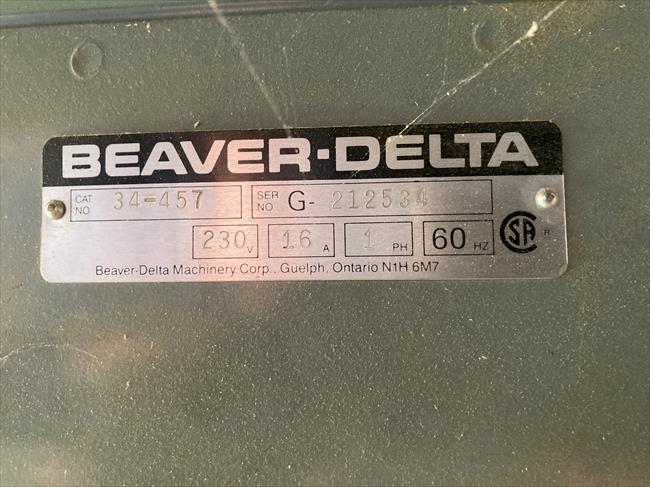 BEAVER-DELTA
CAT NO 34-457 SER NO G- 212534
230 V 16 A 1 PH 60 HZ SA R
Beaver-Delta Machinery Corp., Guelph, Ontario N1H 6M7